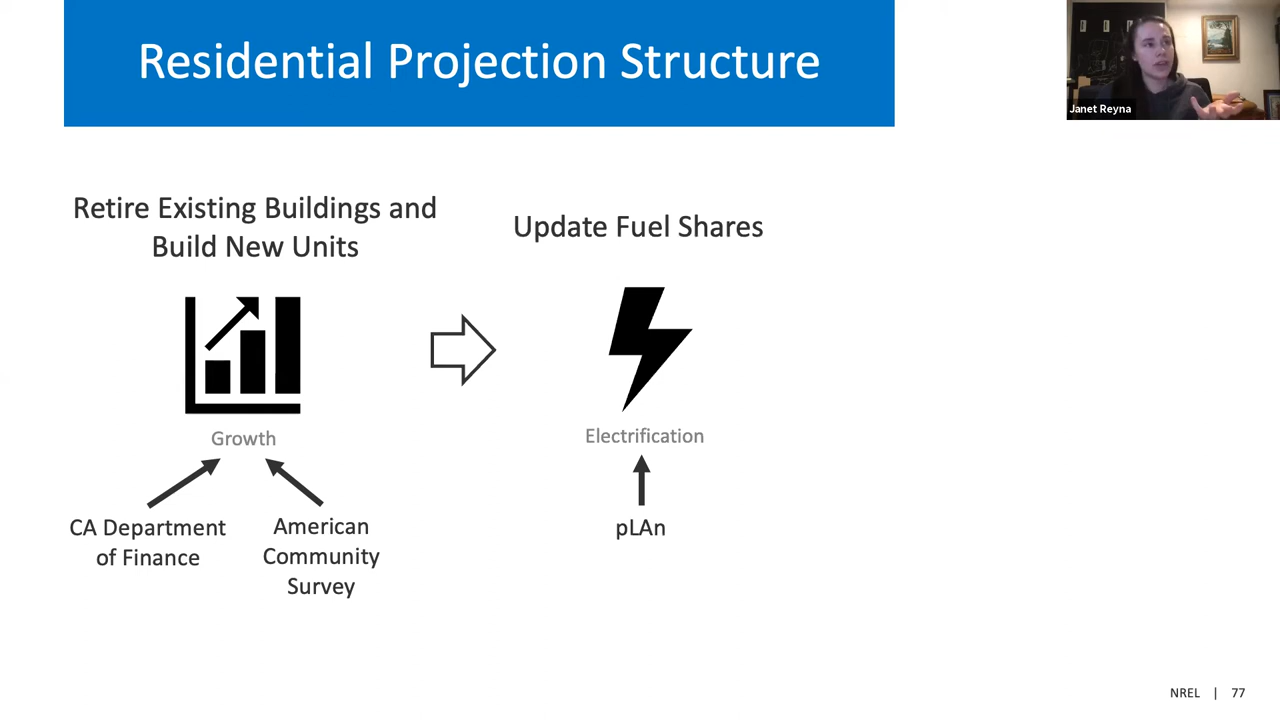 Residential Projection Structure
Janet Reyna
Retire Existing Buildings and
Build New Units
Update Fuel Shares
Growth
Electrification
CA Department
of Finance
American
Community
Survey
pLAn
NREL | 77